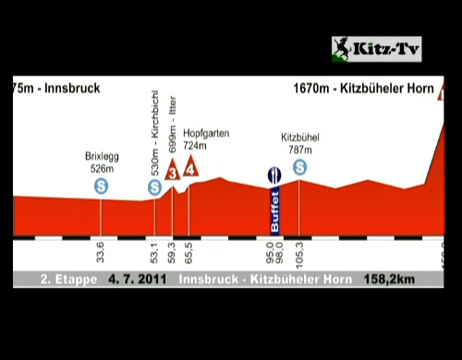 Kitz-Tv
75m - Innsbruck
1670m - Kitzbüheler Horn
530m - Kirchbichl
699m - Itter
Hopfgarten
724m
Kitzbühel
787m
Brixlegg
526m
S
S
3
4
S
Buffet
33,6
53,1
59,3
65,5
95,0
98,0
105,3
2. Etappe 4. 7. 2011 Innsbruck - Kitzbüheler Horn 158,2km